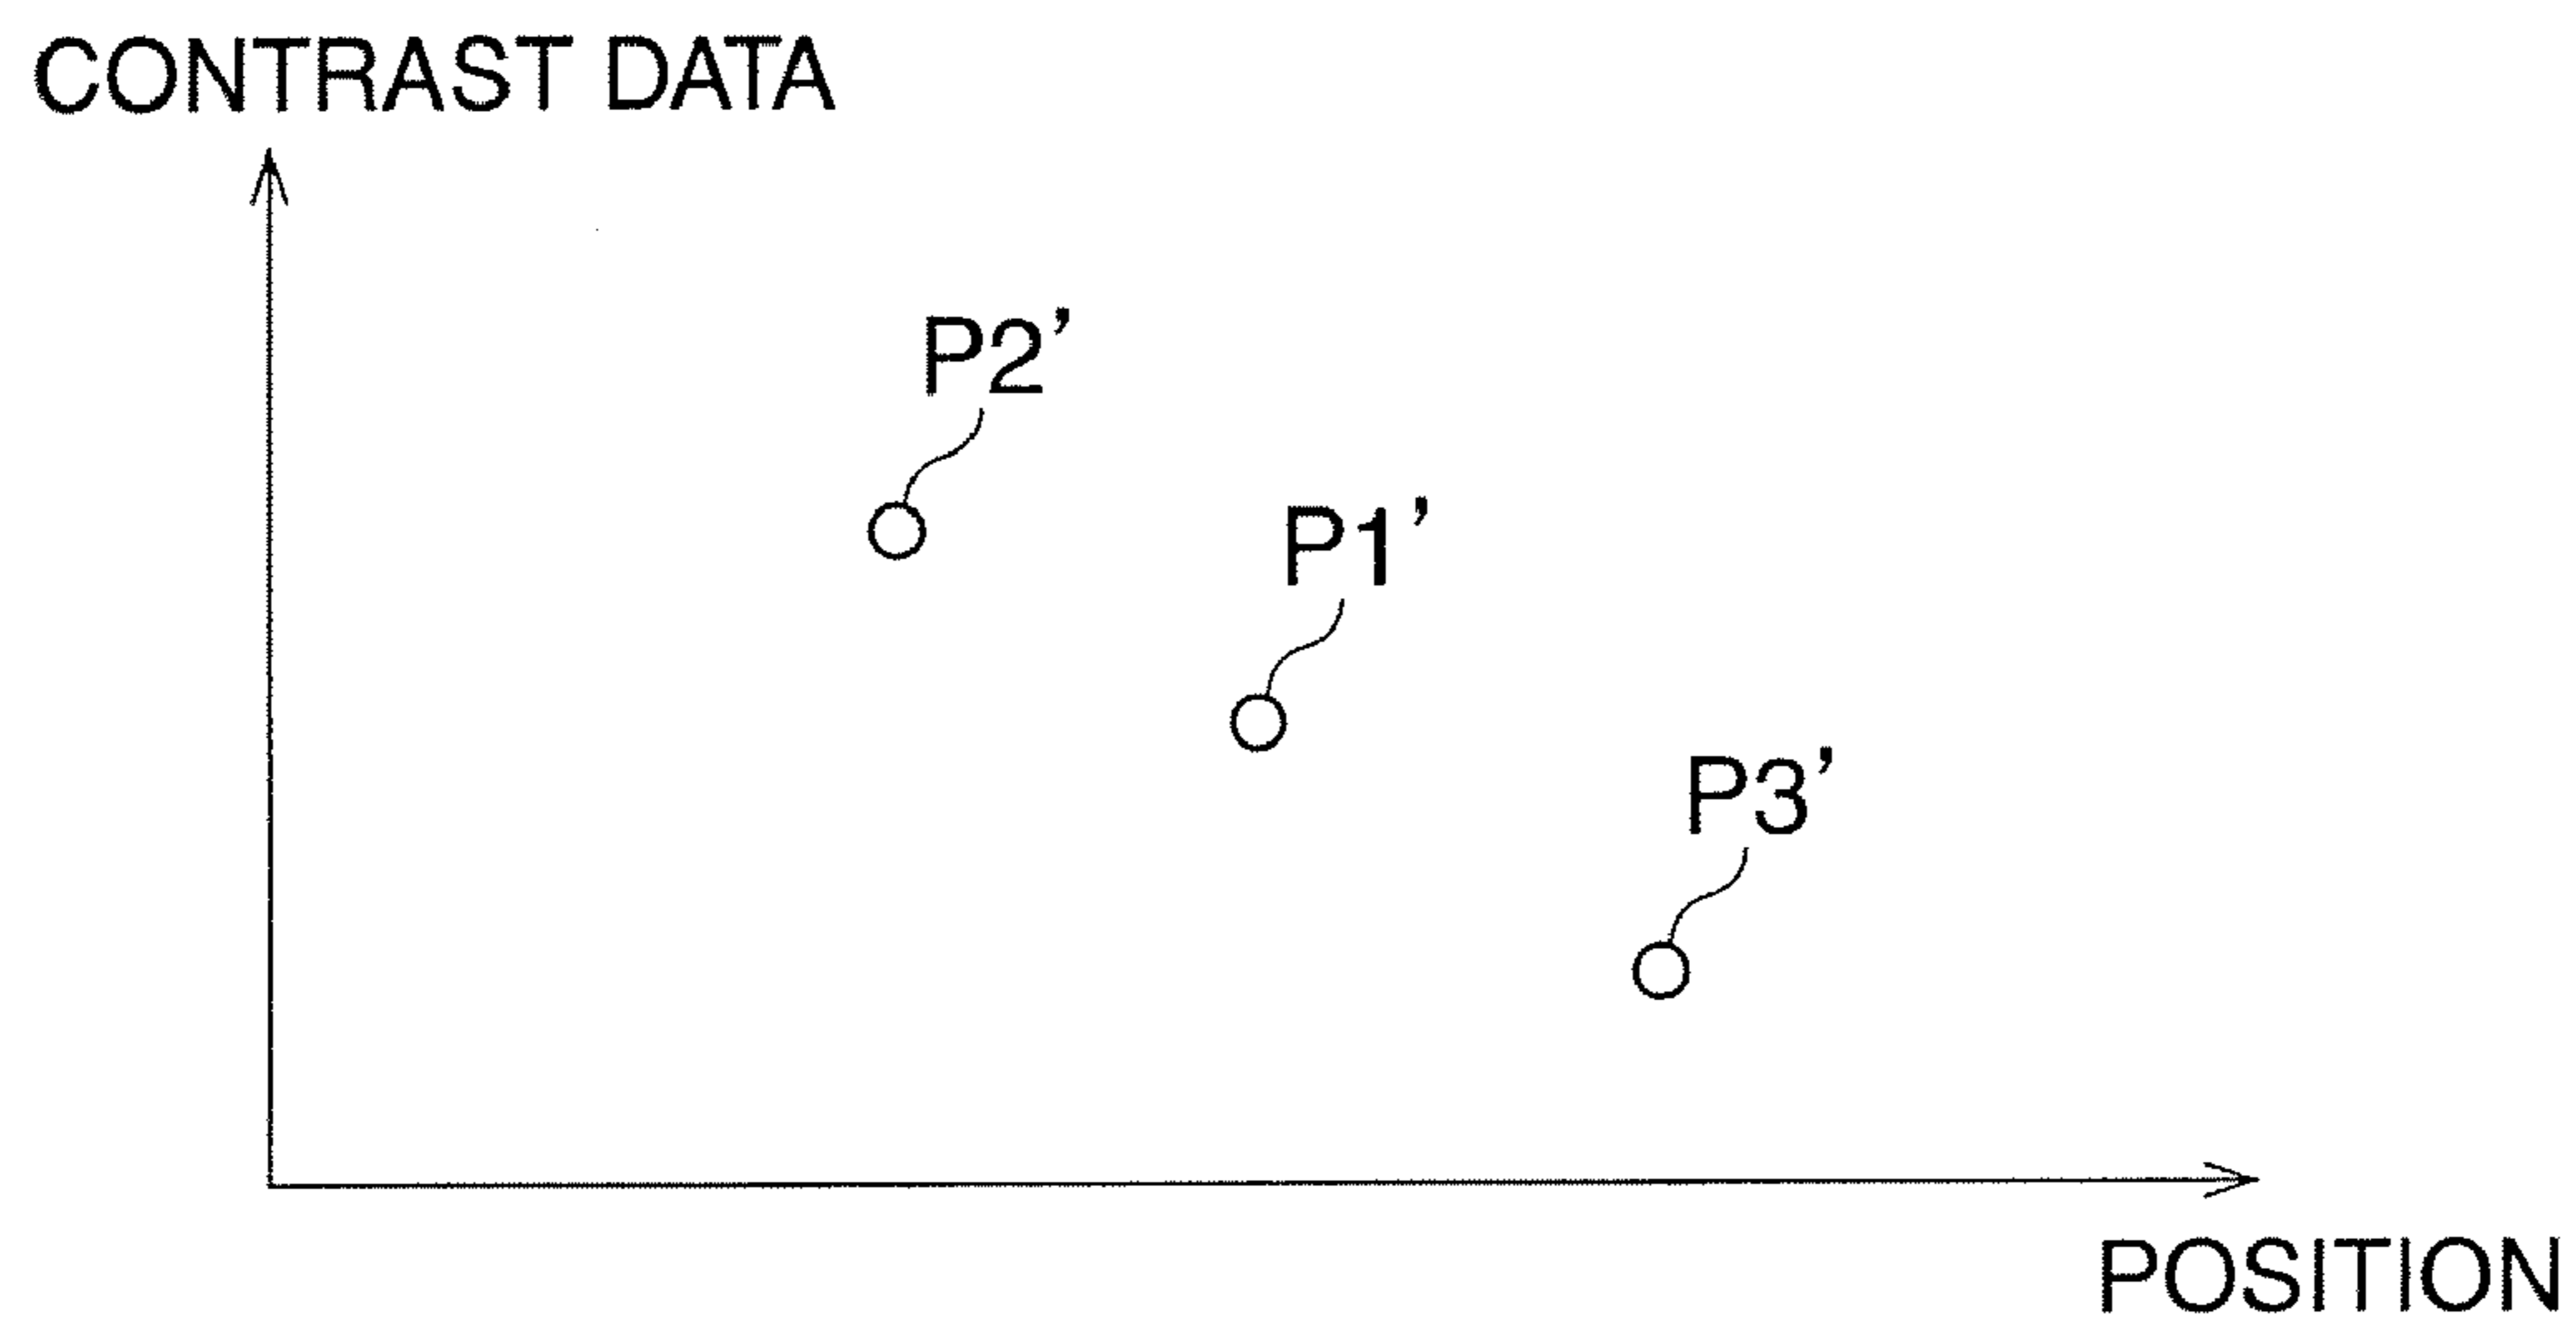 CONTRAST DATA
P2’
P1’
P3’
POSITION